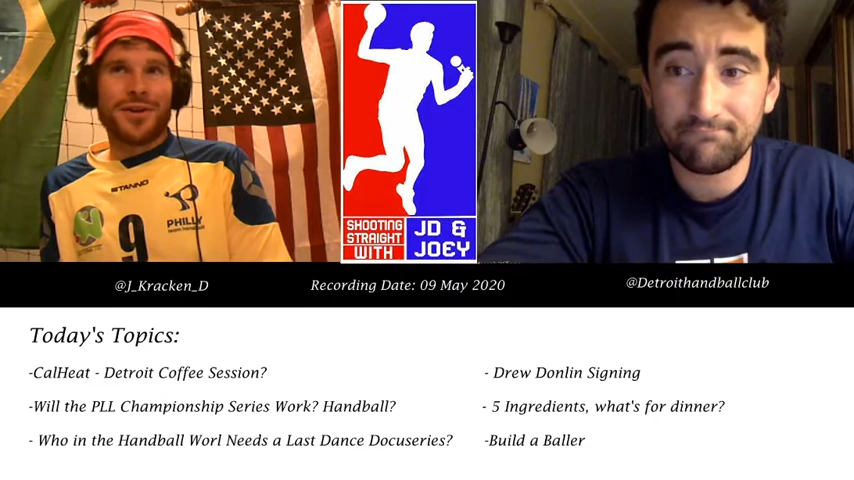 STANNO
9
PHILLY
SHOOTING
STRAIGHT
WITH
JD &
JOEY
@J_Kracken_D
Recording Date: 09 May 2020
@Detroithandballclub
Today's Topics:
-CalHeat - Detroit Coffee Session?
- Drew Donlin Signing
-Will the PLL Championship Series Work? Handball?
- 5 Ingredients, what's for dinner?
- Who in the Handball Worl Needs a Last Dance Docuseries?
-Build a Baller